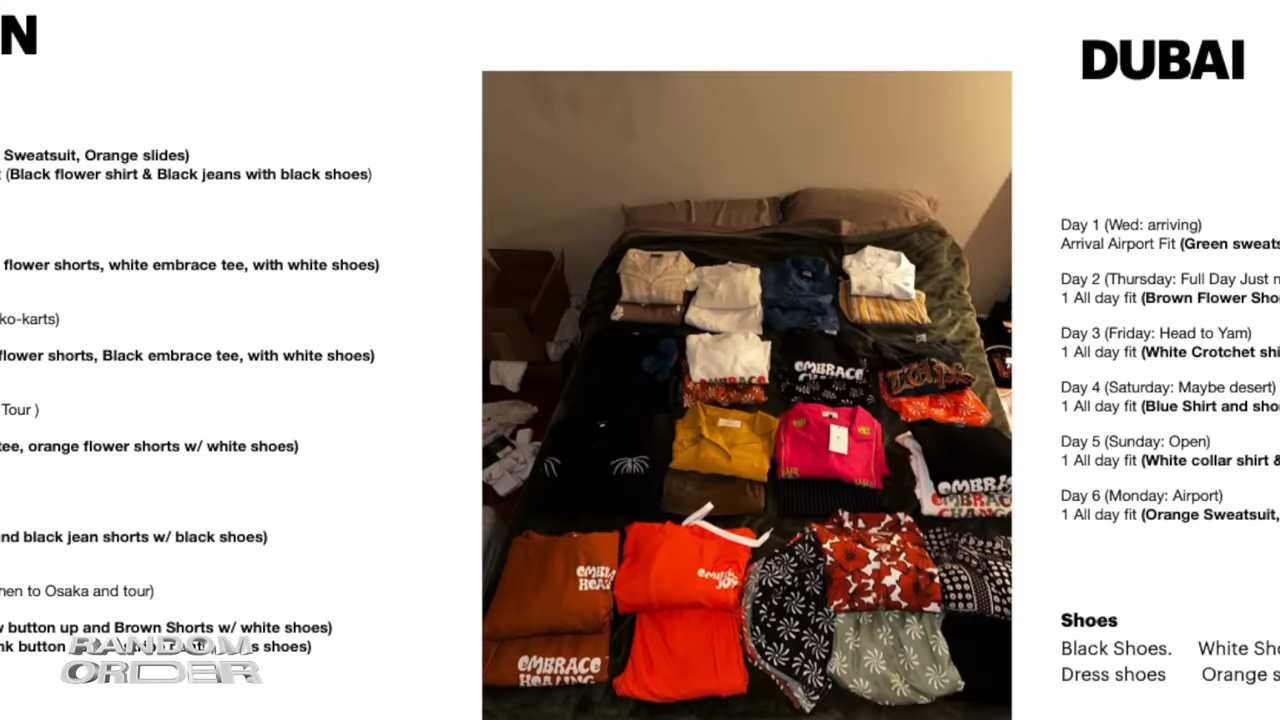 N
Sweatsuit, Orange slides)
(Black flower shirt & Black jeans with black shoes)
flower shorts, white embrace tee, with white shoes)
ko-karts)
flower shorts, Black embrace tee, with white shoes)
Tour )
tee, orange flower shorts w/ white shoes)
nd black jean shorts w/ black shoes)
hen to Osaka and tour)
button up and Brown Shorts w/ white shoes)
nk button
s shoes)
RANDOM
ORDER
EMBRACE
EMBRACE
CHANG
EMBRACE
HEALING
DUBAI
Day 1 (Wed: arriving)
Arrival Airport Fit (Green sweats
Day 2 (Thursday: Full Day Just
1 All day fit (Brown Flower Sho
Day 3 (Friday: Head to Yam)
1 All day fit (White Crotchet shi
Day 4 (Saturday: Maybe desert)
1 All day fit (Blue Shirt and sho
Day 5 (Sunday: Open)
1 All day fit (White collar shirt &
Day 6 (Monday: Airport)
1 All day fit (Orange Sweatsuit,
Shoes
Black Shoes. White Sho
Dress shoes Orange s